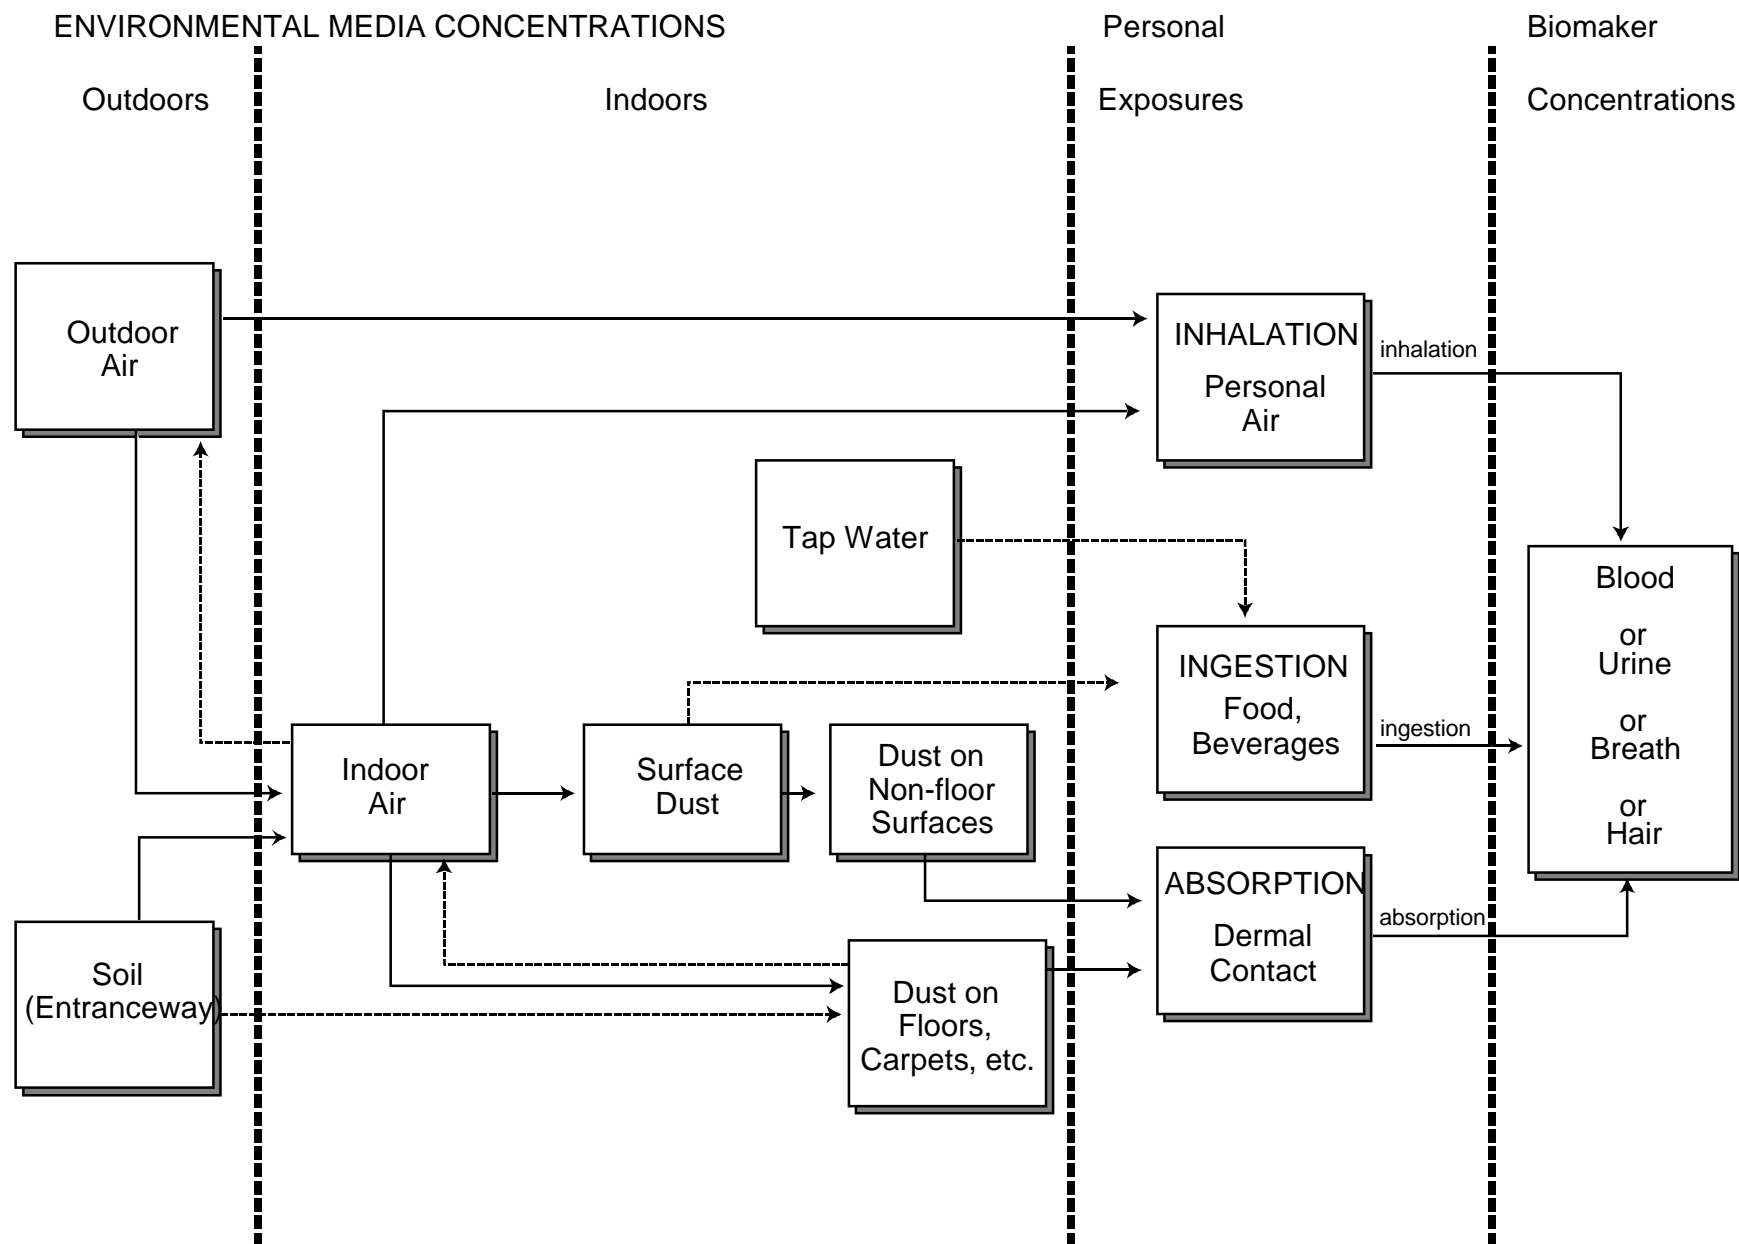 ENVIRONMENTAL MEDIA CONCENTRATIONS
Personal
Biomaker
Outdoors
Indoors
Exposures
Concentrations
Outdoor
Air
INHALATION
Personal
Air
inhalation
Tap Water
Blood
or
Urine
or
Breath
or
Hair
INGESTION
Food,
Beverages
ingestion
Indoor
Air
Surface
Dust
Dust on
Non-floor
Surfaces
ABSORPTION
Dermal
Contact
absorption
Soil
(Entranceway)
Dust on
Floors,
Carpets, etc.